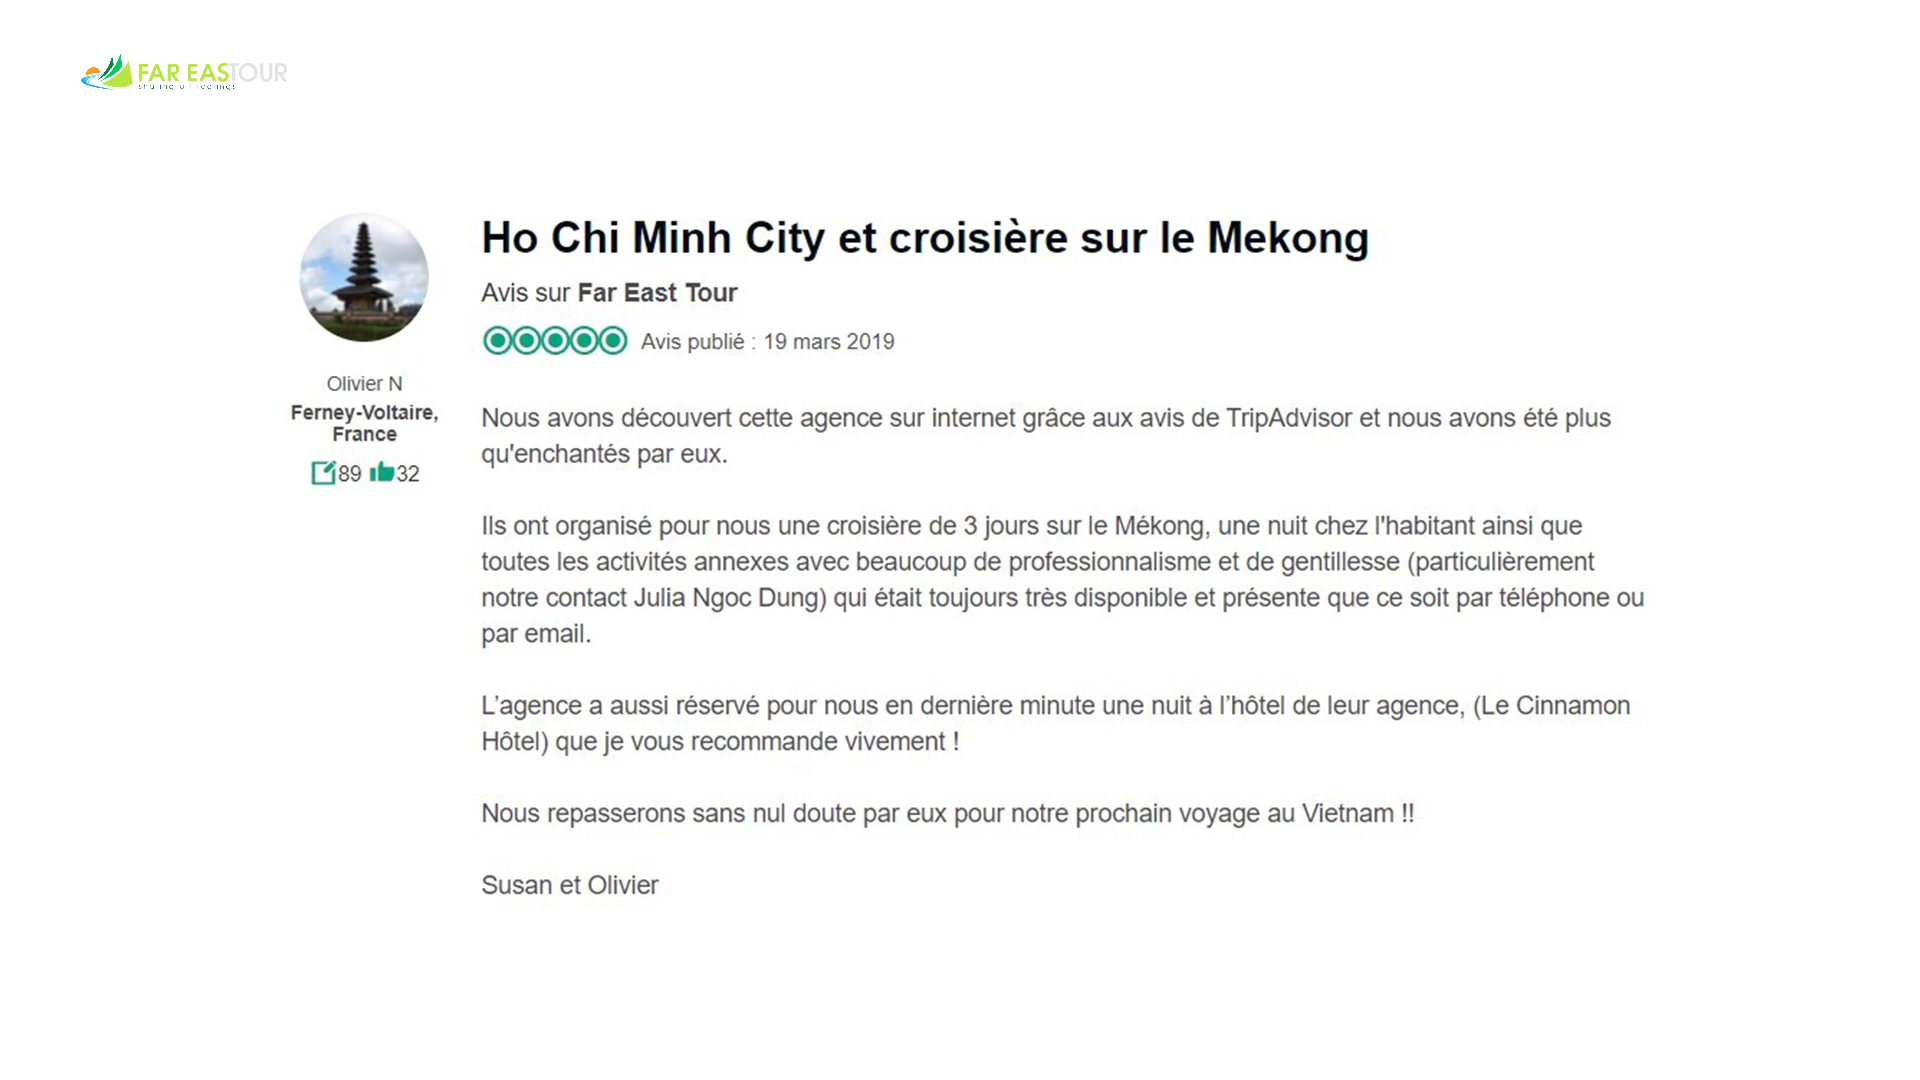 FAR EASTOUR
Ho Chi Minh City et croisière sur le Mekong
Avis sur Far East Tour
Avis publié : 19 mars 2019
Olivier N
Ferney-Voltaire,
France
89 32
Nous avons découvert cette agence sur internet grâce aux avis de TripAdvisor et nous avons été plus
qu'enchantés par eux.
Ils ont organisé pour nous une croisière de 3 jours sur le Mékong, une nuit chez l'habitant ainsi que
toutes les activités annexes avec beaucoup de professionnalisme et de gentillesse (particulièrement
notre contact Julia Ngoc Dung) qui était toujours très disponible et présente que ce soit par téléphone ou
par email.
L’agence a aussi réservé pour nous en dernière minute une nuit à l’hôtel de leur agence, (Le Cinnamon
Hôtel) que je vous recommande vivement !
Nous repasserons sans nul doute par eux pour notre prochain voyage au Vietnam !!
Susan et Olivier